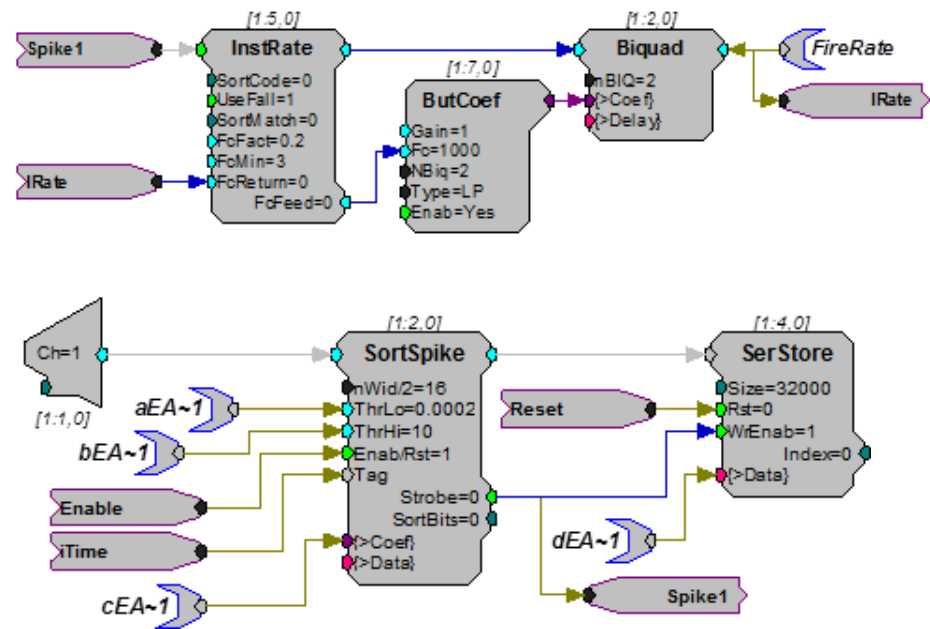 [1:5,0]
[1:2,0]
Spike1
InstRate
Biquad
FireRate
[1:7,0]
SortCode=0
nBIQ=2
ButCoef
UseFall=1
{>Coef}
IRate
SortMatch=0
{>Delay}
Gain=1
FcFact=0.2
Fc=1000
FcMin=3
NBiq=2
IRate
FcReturn=0
Type=LP
FcFeed=0
Enab=Yes
[1:2,0]
[1:4,0]
Ch=1
SortSpike
SerStore
nWid/2=16
Size=32000
aEA~1
ThrLo=0.0002
Reset
Rst=0
[1:1,0]
bEA~1
ThrHi=10
WrEnab=1
Enab/Rst=1
Index=0
Tag
{>Data}
Enable
Strobe=0
SortBits=0
iTime
{>Coef}
dEA~1
{>Data}
Spike1
cEA~1